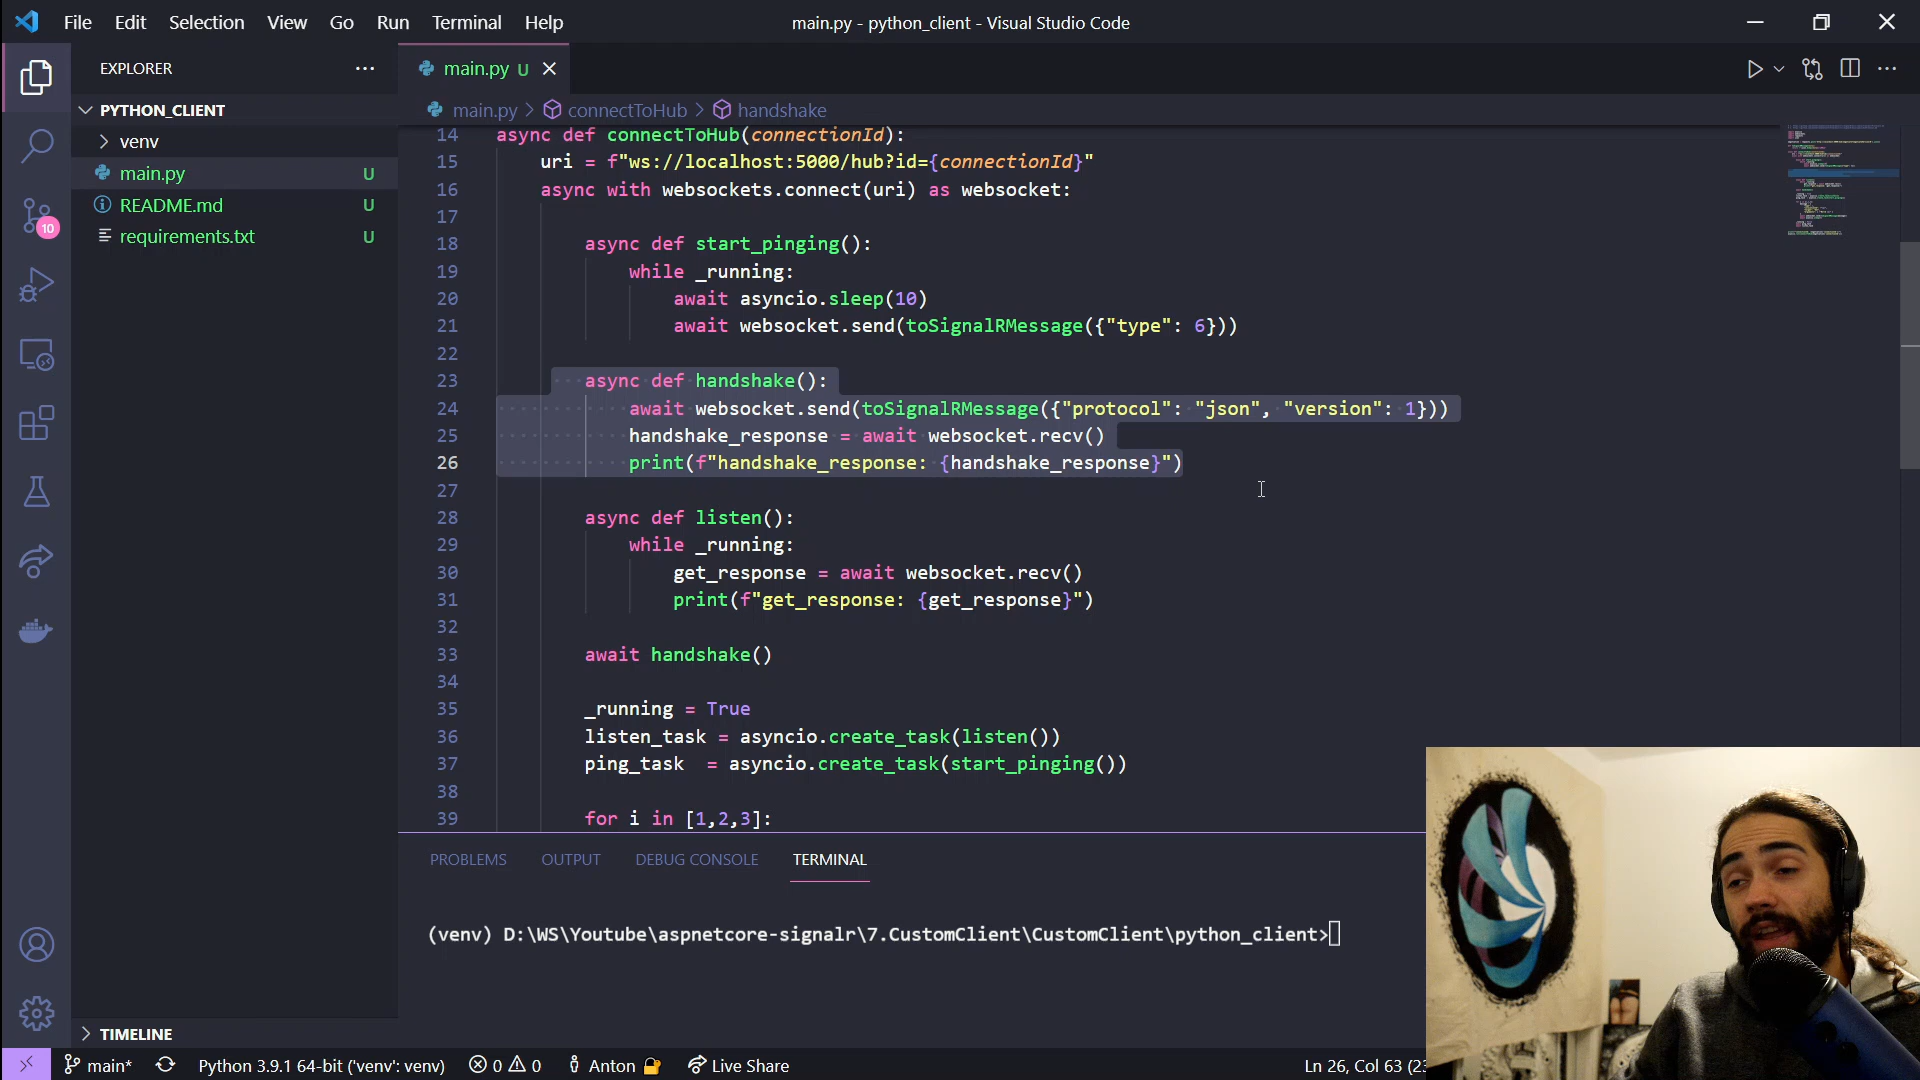 File Edit Selection View Go Run Terminal Help
main.py - python_client - Visual Studio Code
EXPLORER
PYTHON_CLIENT
venv
main.py U
README.md U
requirements.txt U
10
TIMELINE
main.py U
main.py > connectToHub > handshake
14 async def connectToHub(connectionId):
15 uri = f"ws://localhost:5000/hub?id={connectionId}"
16 async with websockets.connect(uri) as websocket:
17
18 async def start_pinging():
19 while _running:
20 await asyncio.sleep(10)
21 await websocket.send(toSignalRMessage({"type": 6}))
22
23 async def handshake():
24 await websocket.send(toSignalRMessage({"protocol": "json", "version": 1}))
25 handshake_response = await websocket.recv()
26 print(f"handshake_response: {handshake_response}")
27
28 async def listen():
29 while _running:
30 get_response = await websocket.recv()
31 print(f"get_response: {get_response}")
32
33 await handshake()
34
35 _running = True
36 listen_task = asyncio.create_task(listen())
37 ping_task  = asyncio.create_task(start_pinging())
38
39 for i in [1,2,3]:
PROBLEMS OUTPUT DEBUG CONSOLE TERMINAL
(venv) D:\WS\Youtube\aspnetcore-signalr\7.CustomClient\CustomClient\python_client>
main* Python 3.9.1 64-bit ('venv': venv) 0 0 Anton Live Share Ln 26, Col 63 (23